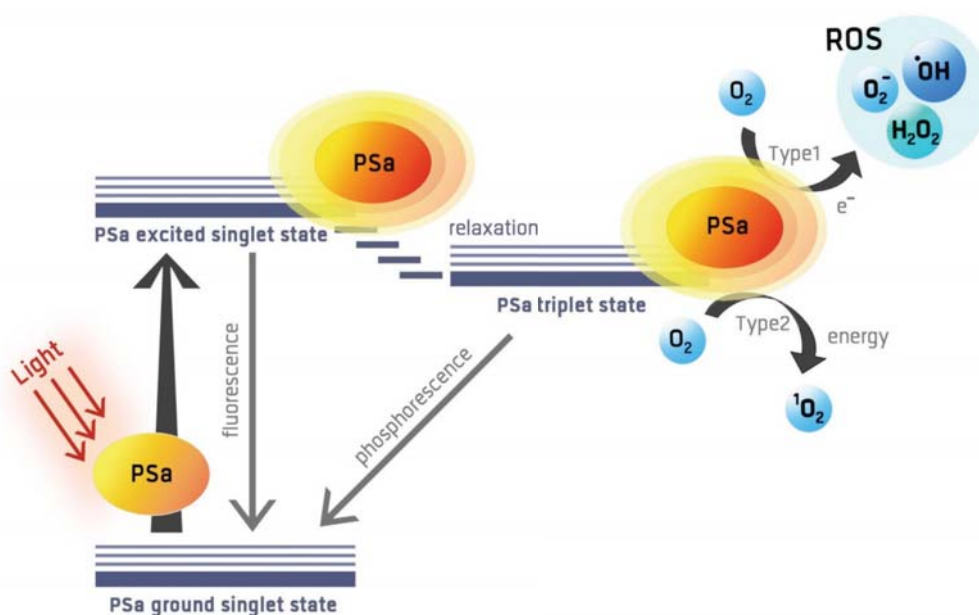 ROS
O₂
O₂⁻
•OH
H₂O₂
Type1
e⁻
PSa
PSa
relaxation
PSa excited singlet state
PSa triplet state
Type2
O₂
energy
¹O₂
Light
fluorescence
phosphorescence
PSa
PSa ground singlet state